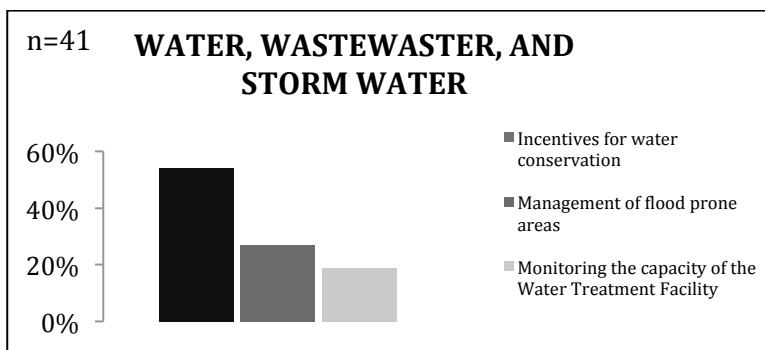 n=41
WATER, WASTEWASTER, AND
STORM WATER
60%
40%
20%
0%
Incentives for water
conservation
Management of flood prone
areas
Monitoring the capacity of the
Water Treatment Facility